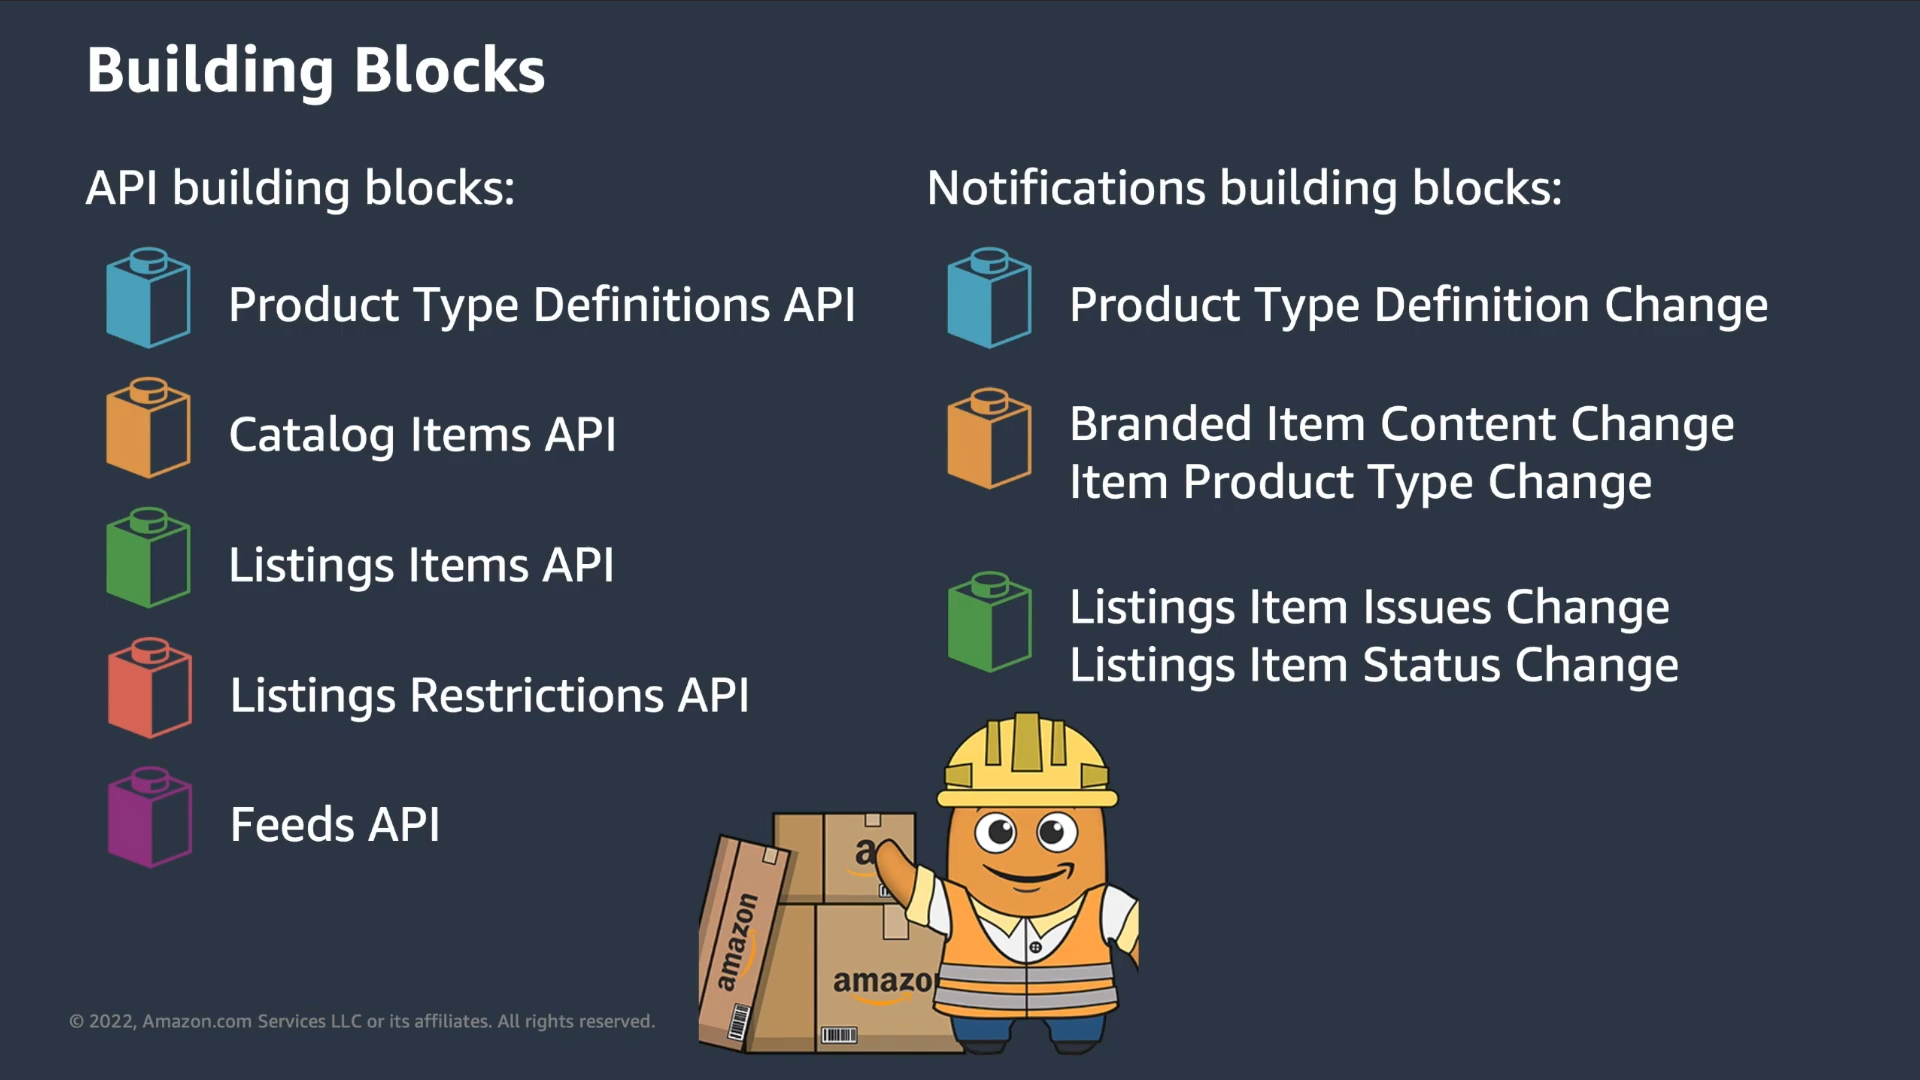 Building Blocks
API building blocks:
Product Type Definitions API
Catalog Items API
Listings Items API
Listings Restrictions API
Feeds API
Notifications building blocks:
Product Type Definition Change
Branded Item Content Change
Item Product Type Change
Listings Item Issues Change
Listings Item Status Change
a
amazon
amazo
© 2022, Amazon.com Services LLC or its affiliates. All rights reserved.